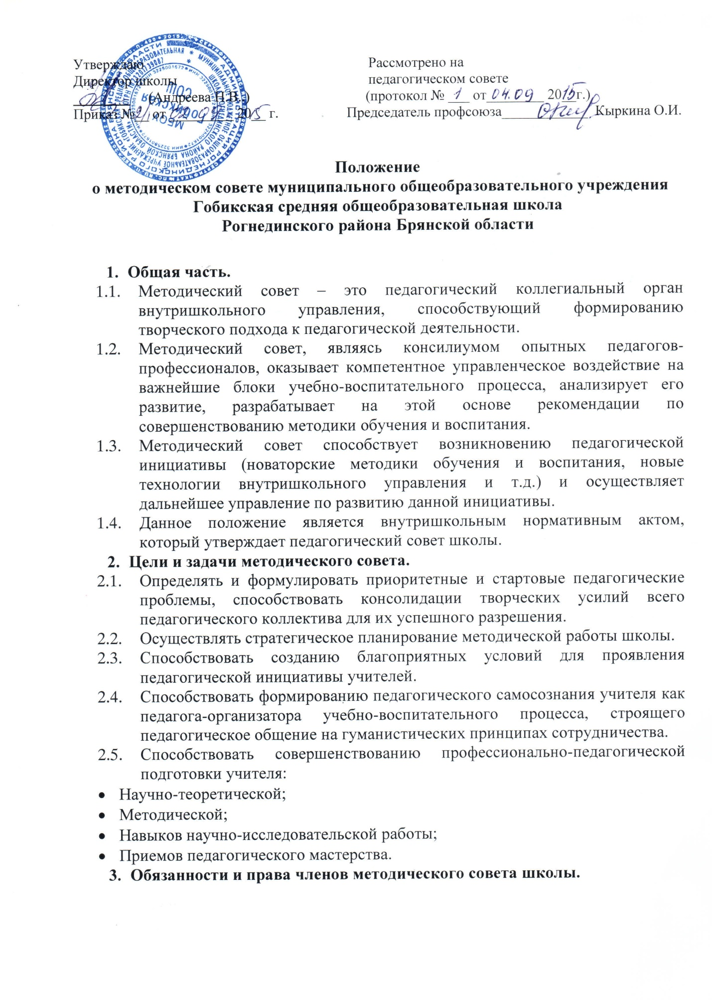 Утверждаю
Директор школы
(Андреева Н.В.)
Приказ № от 2015 г.
Рассмотрено на
педагогическом совете
(протокол № 1 от 04.09 2015г.)
Председатель профсоюза Кыркина О.И.
МБОУ
Гобикская
СОШ
Положение
о методическом совете муниципального общеобразовательного учреждения
Гобикская средняя общеобразовательная школа
Рогнединского района Брянской области
1. Общая часть.
1.1. Методический совет – это педагогический коллегиальный орган
внутришкольного управления, способствующий формированию
творческого подхода к педагогической деятельности.
1.2. Методический совет, являясь консилиумом опытных педагогов-
профессионалов, оказывает компетентное управленческое воздействие на
важнейшие блоки учебно-воспитательного процесса, анализирует его
развитие, разрабатывает на этой основе рекомендации по
совершенствованию методики обучения и воспитания.
1.3. Методический совет способствует возникновению педагогической
инициативы (новаторские методики обучения и воспитания, новые
технологии внутришкольного управления и т.д.) и осуществляет
дальнейшее управление по развитию данной инициативы.
1.4. Данное положение является внутришкольным нормативным актом,
который утверждает педагогический совет школы.
2. Цели и задачи методического совета.
2.1. Определять и формулировать приоритетные и стартовые педагогические
проблемы, способствовать консолидации творческих усилий всего
педагогического коллектива для их успешного разрешения.
2.2. Осуществлять стратегическое планирование методической работы школы.
2.3. Способствовать созданию благоприятных условий для проявления
педагогической инициативы учителей.
2.4. Способствовать формированию педагогического самосознания учителя как
педагога-организатора учебно-воспитательного процесса, строящего
педагогическое общение на гуманистических принципах сотрудничества.
2.5. Способствовать совершенствованию профессионально-педагогической
подготовки учителя:
• Научно-теоретической;
• Методической;
• Навыков научно-исследовательской работы;
• Приемов педагогического мастерства.
3. Обязанности и права членов методического совета школы.